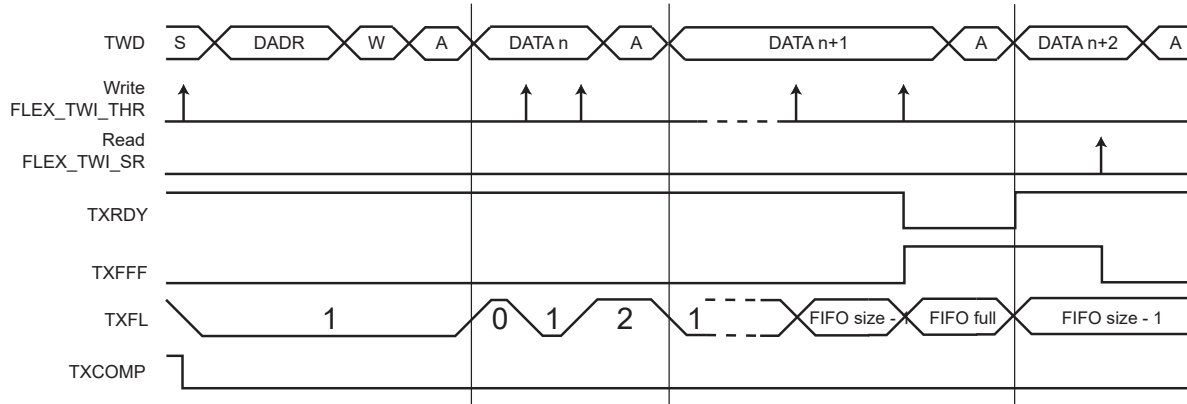 TWD S DADR W A DATA n A DATA n+1 A DATA n+2 A
Write
FLEX_TWI_THR
Read
FLEX_TWI_SR
TXRDY
TXFFF
TXFL 1 0 1 2 1 FIFO size - 1 FIFO full FIFO size - 1
TXCOMP